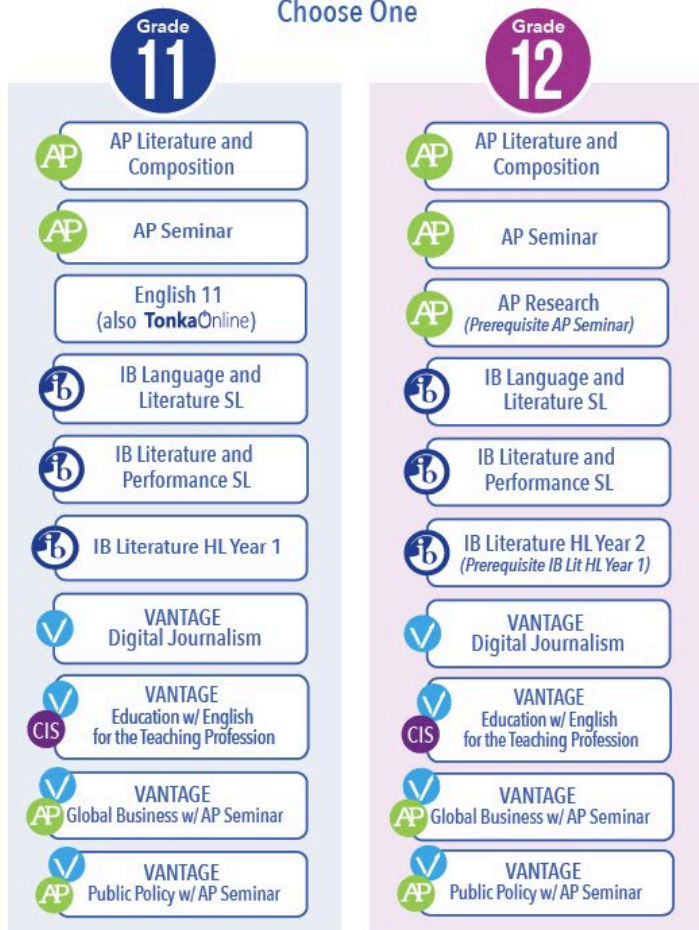 Choose One
Grade
11
AP
AP Literature and
Composition
AP
AP Seminar
English 11
(also TonkaOnline)
ib
IB Language and
Literature SL
ib
IB Literature and
Performance SL
ib
IB Literature HL Year 1
V
VANTAGE
Digital Journalism
V
CIS
VANTAGE
Education w/ English
for the Teaching Profession
V
AP
VANTAGE
Global Business w/ AP Seminar
V
AP
VANTAGE
Public Policy w/ AP Seminar
Grade
12
AP
AP Literature and
Composition
AP
AP Seminar
AP
AP Research
(Prerequisite AP Seminar)
ib
IB Language and
Literature SL
ib
IB Literature and
Performance SL
ib
IB Literature HL Year 2
(Prerequisite IB Lit HL Year 1)
V
VANTAGE
Digital Journalism
V
CIS
VANTAGE
Education w/ English
for the Teaching Profession
V
AP
VANTAGE
Global Business w/ AP Seminar
V
AP
VANTAGE
Public Policy w/ AP Seminar